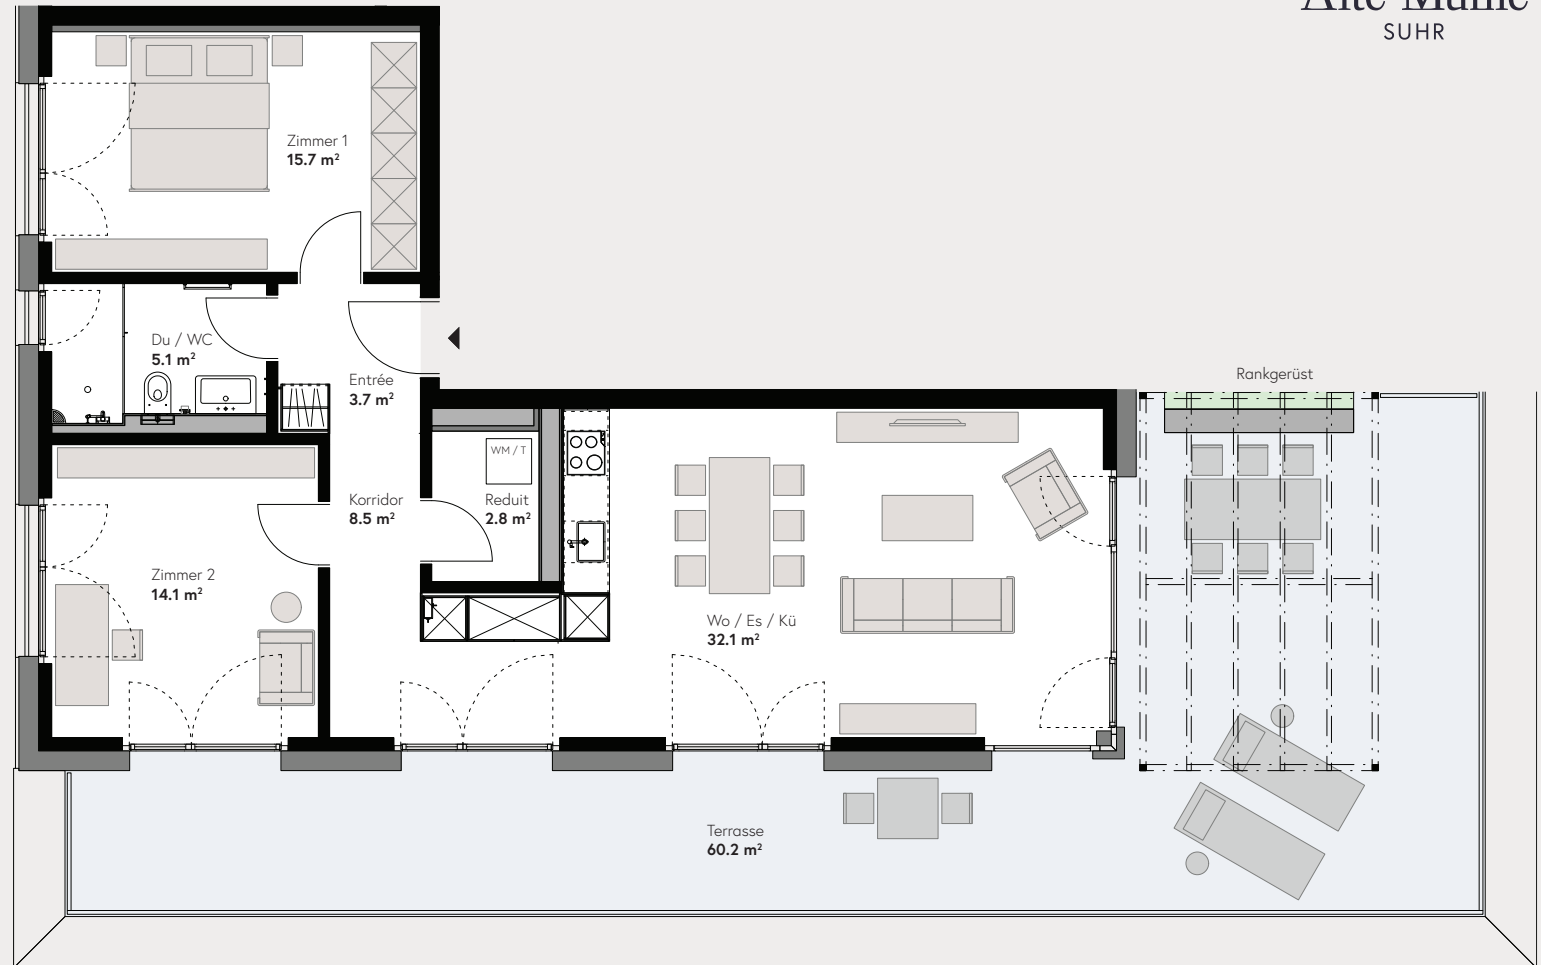 Alte Mühle
SUHR
Zimmer 1
15.7 m²
Du / WC
5.1 m²
Entrée
3.7 m²
Rankgerüst
WM / T
Korridor
8.5 m²
Reduit
2.8 m²
Zimmer 2
14.1 m²
Wo / Es / Kü
32.1 m²
Terrasse
60.2 m²